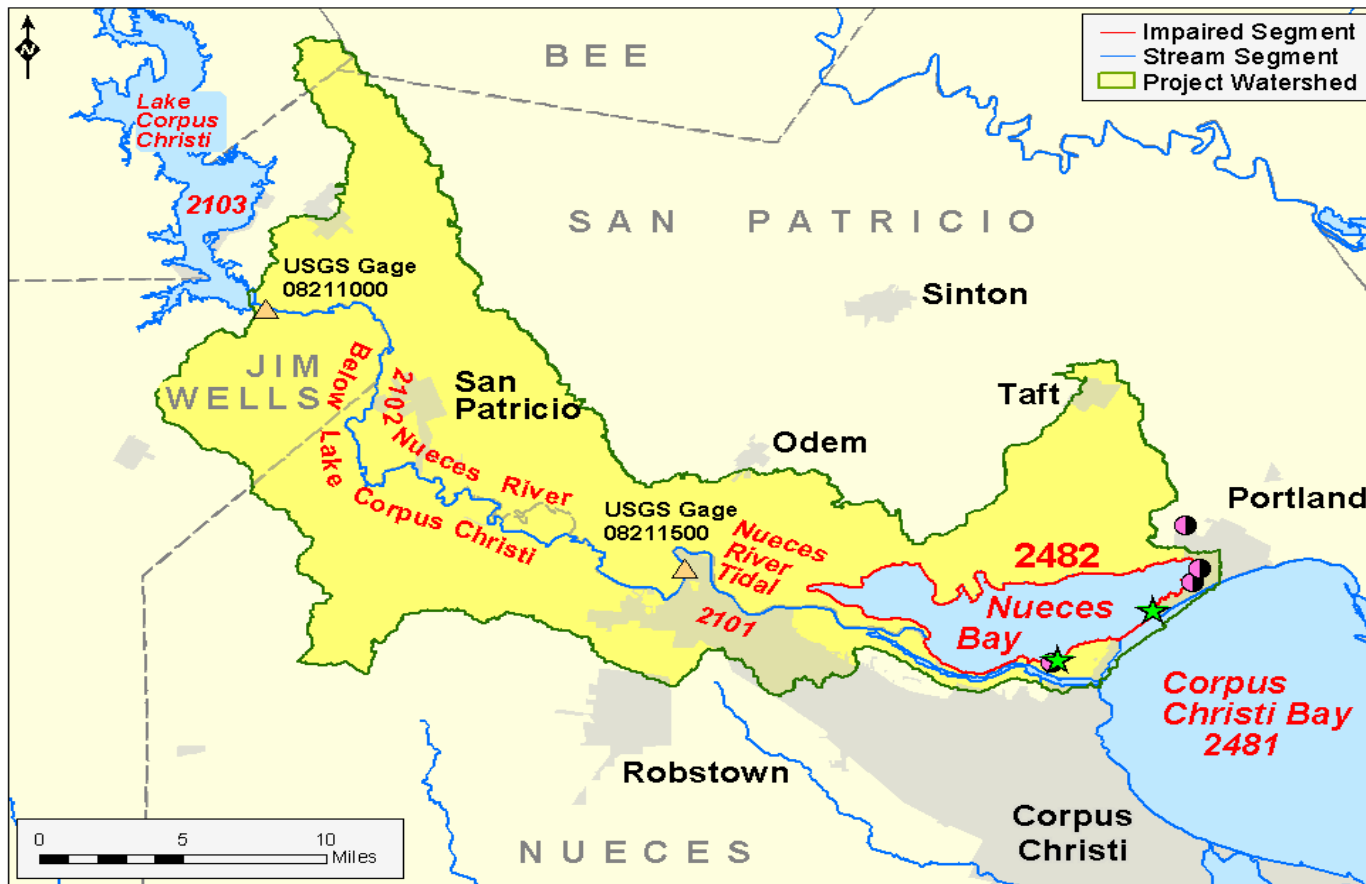 N
BEE
Impaired Segment
Stream Segment
Project Watershed
Lake
Corpus
Christi
2103
SAN PATRICIO
USGS Gage
08211000
Sinton
JIM
WELLS
Below Lake Corpus Christi
2102 Nueces River
San
Patricio
Taft
Odem
Portland
USGS Gage
08211500
Nueces
River
Tidal
2482
2101
Nueces
Bay
Corpus
Christi Bay
2481
Robstown
Corpus
Christi
NUECES
0 5 10
Miles